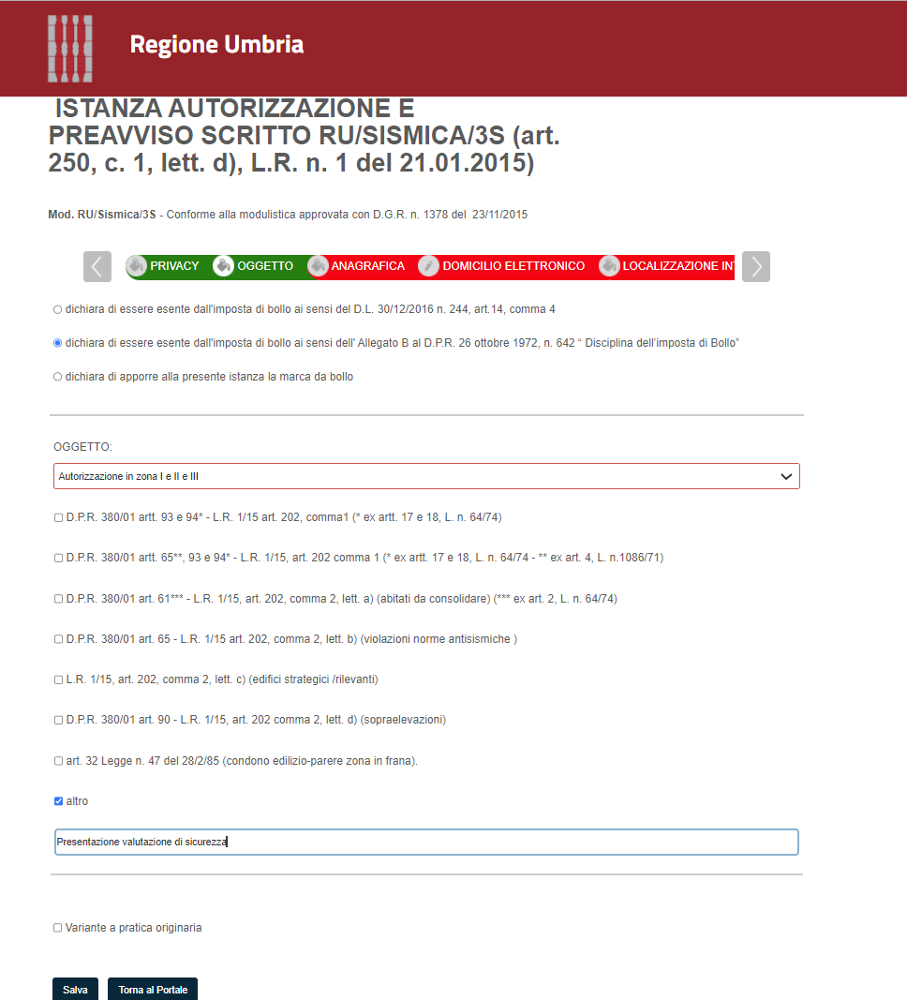 Regione Umbria
ISTANZA AUTORIZZAZIONE E
PREAVVISO SCRITTO RU/SISMICA/3S (art.
250, c. 1, lett. d), L.R. n. 1 del 21.01.2015)
Mod. RU/Sismica/3S - Conforme alla modulistica approvata con D.G.R. n. 1378 del 23/11/2015
PRIVACY OGGETTO ANAGRAFICA DOMICILIO ELETTRONICO LOCALIZZAZIONE IN
dichiara di essere esente dall'imposta di bollo ai sensi del D.L. 30/12/2016 n. 244, art.14, comma 4
dichiara di essere esente dall'imposta di bollo ai sensi dell' Allegato B al D.P.R. 26 ottobre 1972, n. 642 “ Disciplina dell’imposta di Bollo”
dichiara di apporre alla presente istanza la marca da bollo
OGGETTO:
Autorizzazione in zona I e II e III
D.P.R. 380/01 artt. 93 e 94* - L.R. 1/15 art. 202, comma1 (* ex artt. 17 e 18, L. n. 64/74)
D.P.R. 380/01 artt. 65**, 93 e 94* - L.R. 1/15, art. 202 comma 1 (* ex artt. 17 e 18, L. n. 64/74 - ** ex art. 4, L. n.1086/71)
D.P.R. 380/01 art. 61*** - L.R. 1/15, art. 202, comma 2, lett. a) (abitati da consolidare) (*** ex art. 2, L. n. 64/74)
D.P.R. 380/01 art. 65 - L.R. 1/15 art. 202, comma 2, lett. b) (violazioni norme antisismiche )
L.R. 1/15, art. 202, comma 2, lett. c) (edifici strategici /rilevanti)
D.P.R. 380/01 art. 90 - L.R. 1/15, art. 202 comma 2, lett. d) (sopraelevazioni)
art. 32 Legge n. 47 del 28/2/85 (condono edilizio-parere zona in frana).
altro
Presentazione valutazione di sicurezza
Variante a pratica originaria
Salva Torna al Portale